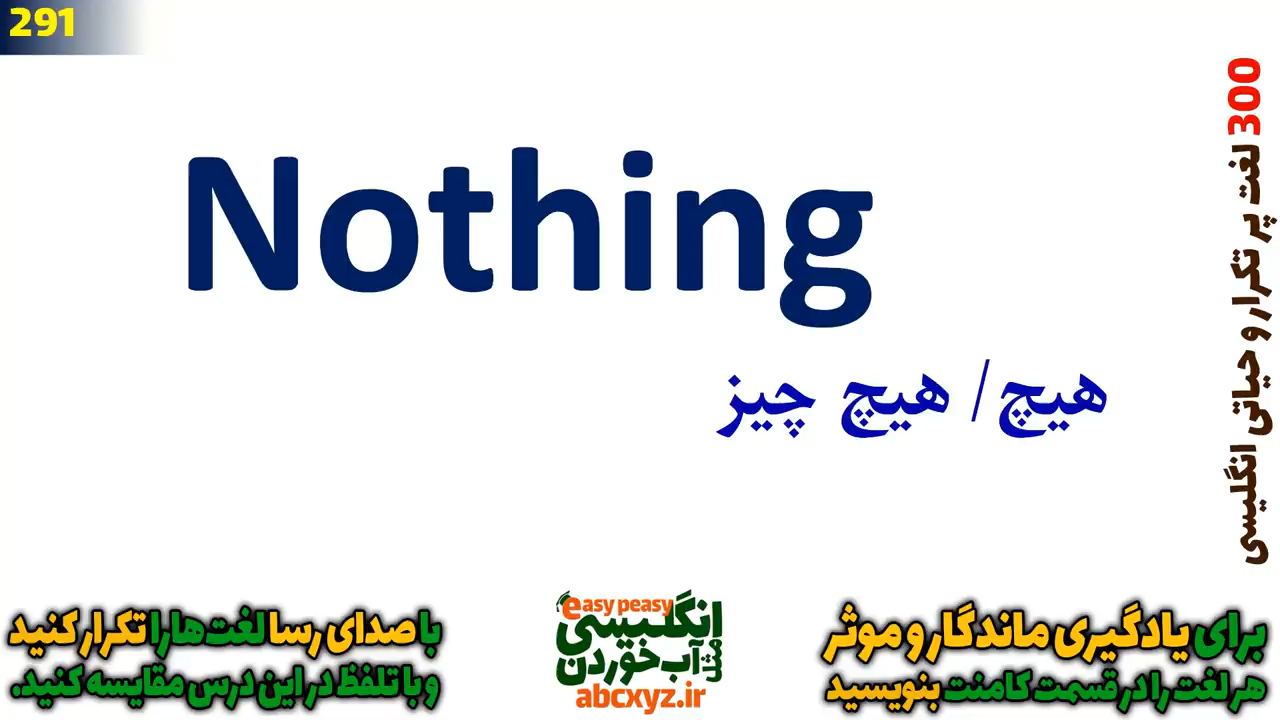 291
Nothing
هیچ/ هیچ چیز
300 لغت پر تکرار و حیاتی انگلیسی
برای یادگیری ماندگار و موثر
هر لغت را در قسمت کامنت بنویسید
easy peasy
انگلیسی
مثل آب خوردن
abcxyz.ir
با صدای رسا لغت‌ها را تکرار کنید
و با تلفظ در این درس مقایسه کنید.